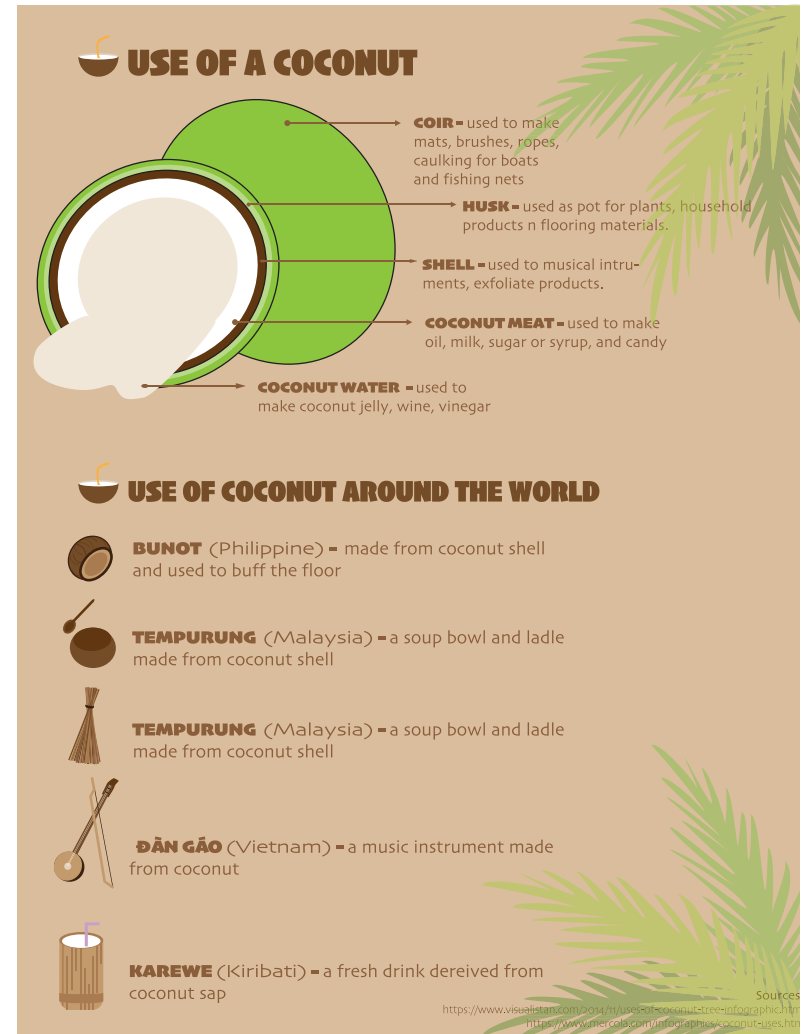 USE OF A COCONUT
COIR - used to make
mats, brushes, ropes,
caulking for boats
and fishing nets
HUSK - used as pot for plants, household
products n flooring materials.
SHELL - used to musical intru-
ments, exfoliate products.
COCONUT MEAT - used to make
oil, milk, sugar or syrup, and candy
COCONUT WATER - used to
make coconut jelly, wine, vinegar
USE OF COCONUT AROUND THE WORLD
BUNOT (Philippine) - made from coconut shell
and used to buff the floor
TEMPURUNG (Malaysia) - a soup bowl and ladle
made from coconut shell
TEMPURUNG (Malaysia) - a soup bowl and ladle
made from coconut shell
ĐÀN GÁO (Vietnam) - a music instrument made
from coconut
KAREWE (Kiribati) - a fresh drink dereived from
coconut sap
Sources
https://www.visualistan.com/2014/11/uses-of-coconut-tree-infographic.htm
https://www.mercola.com/infographics/coconut-uses.htm